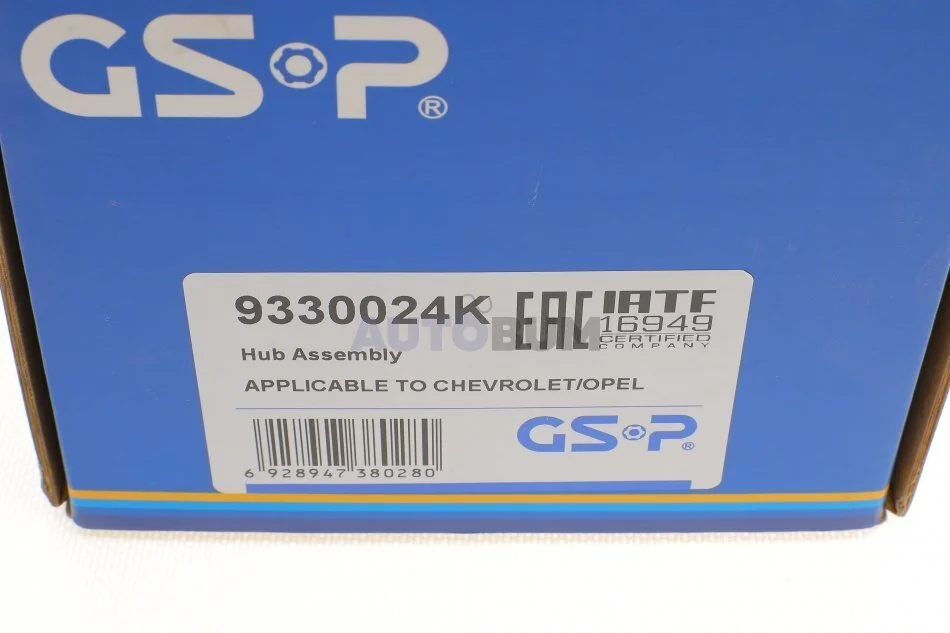 GSP®
9330024K EAC IATF
16949
CERTIFIED
COMPANY
AUTOBUM
Hub Assembly
APPLICABLE TO CHEVROLET/OPEL
GSP®
6 928947 380280